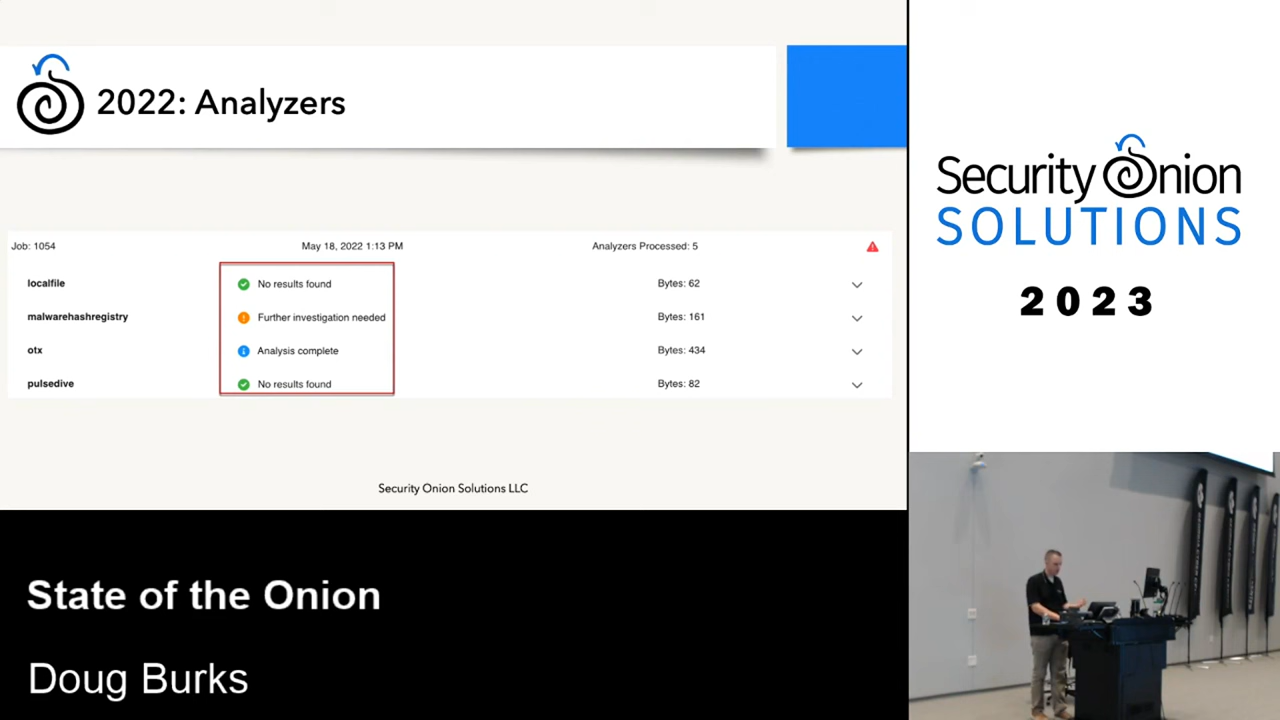 2022: Analyzers
Job: 1054 May 18, 2022 1:13 PM Analyzers Processed: 5
localfile No results found Bytes: 62
malwarehashregistry Further investigation needed Bytes: 161
otx Analysis complete Bytes: 434
pulsedive No results found Bytes: 82
Security Onion Solutions LLC
Security Onion
SOLUTIONS
2023
State of the Onion
Doug Burks